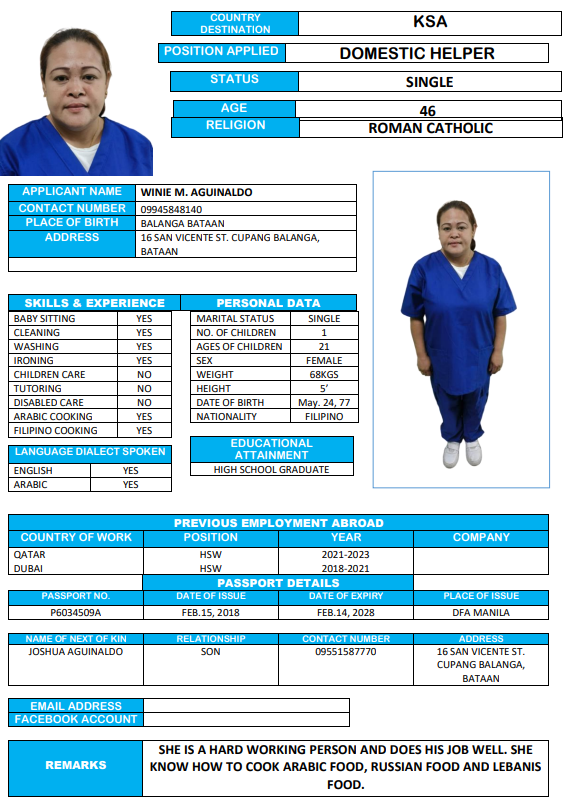 COUNTRY DESTINATION KSA
POSITION APPLIED DOMESTIC HELPER
STATUS SINGLE
AGE 46
RELIGION ROMAN CATHOLIC
APPLICANT NAME WINIE M. AGUINALDO
CONTACT NUMBER 09945848140
PLACE OF BIRTH BALANGA BATAAN
ADDRESS 16 SAN VICENTE ST. CUPANG BALANGA,
BATAAN
SKILLS & EXPERIENCE
BABY SITTING YES
CLEANING YES
WASHING YES
IRONING YES
CHILDREN CARE NO
TUTORING NO
DISABLED CARE NO
ARABIC COOKING YES
FILIPINO COOKING YES
LANGUAGE DIALECT SPOKEN
ENGLISH YES
ARABIC YES
PERSONAL DATA
MARITAL STATUS SINGLE
NO. OF CHILDREN 1
AGES OF CHILDREN 21
SEX FEMALE
WEIGHT 68KGS
HEIGHT 5’
DATE OF BIRTH May. 24, 77
NATIONALITY FILIPINO
EDUCATIONAL
ATTAINMENT
HIGH SCHOOL GRADUATE
PREVIOUS EMPLOYMENT ABROAD
COUNTRY OF WORK POSITION YEAR COMPANY
QATAR HSW 2021-2023
DUBAI HSW 2018-2021
PASSPORT DETAILS
PASSPORT NO. DATE OF ISSUE DATE OF EXPIRY PLACE OF ISSUE
P6034509A FEB.15, 2018 FEB.14, 2028 DFA MANILA
NAME OF NEXT OF KIN RELATIONSHIP CONTACT NUMBER ADDRESS
JOSHUA AGUINALDO SON 09551587770 16 SAN VICENTE ST.
CUPANG BALANGA,
BATAAN
EMAIL ADDRESS
FACEBOOK ACCOUNT
REMARKS
SHE IS A HARD WORKING PERSON AND DOES HIS JOB WELL. SHE
KNOW HOW TO COOK ARABIC FOOD, RUSSIAN FOOD AND LEBANIS
FOOD.